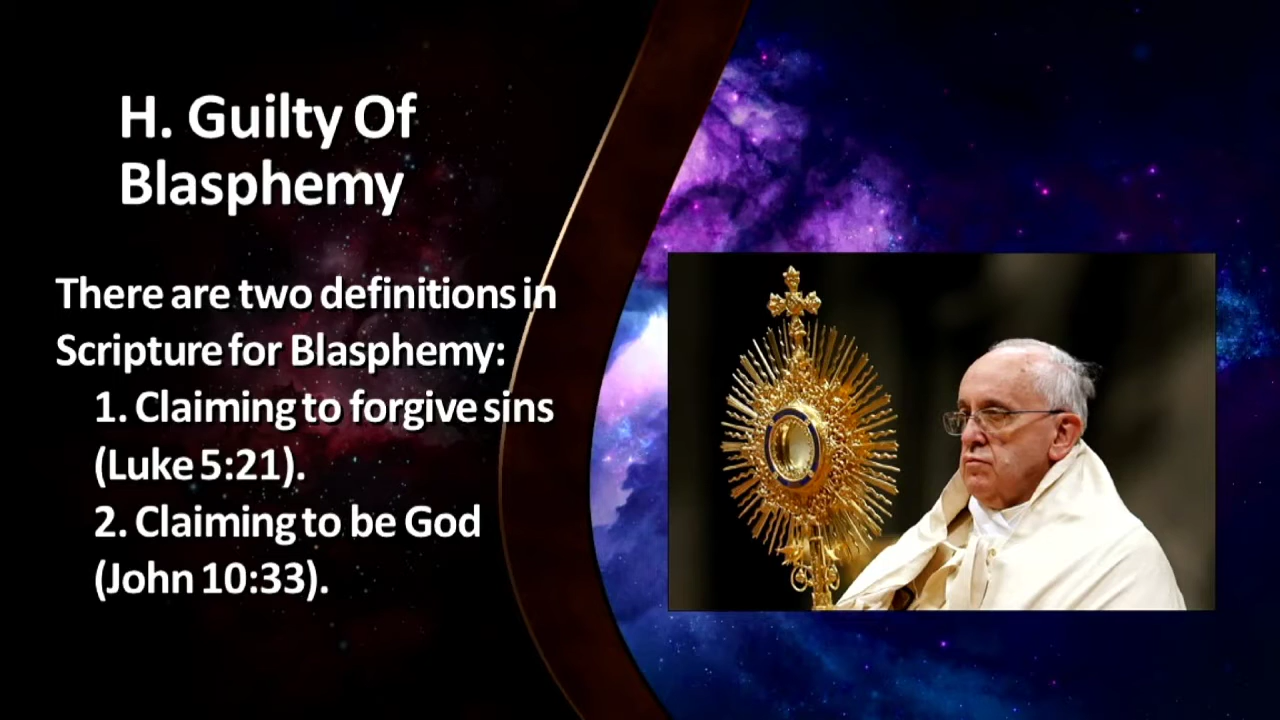 H. Guilty Of
Blasphemy
There are two definitions in
Scripture for Blasphemy:
1. Claiming to forgive sins
(Luke 5:21).
2. Claiming to be God
(John 10:33).